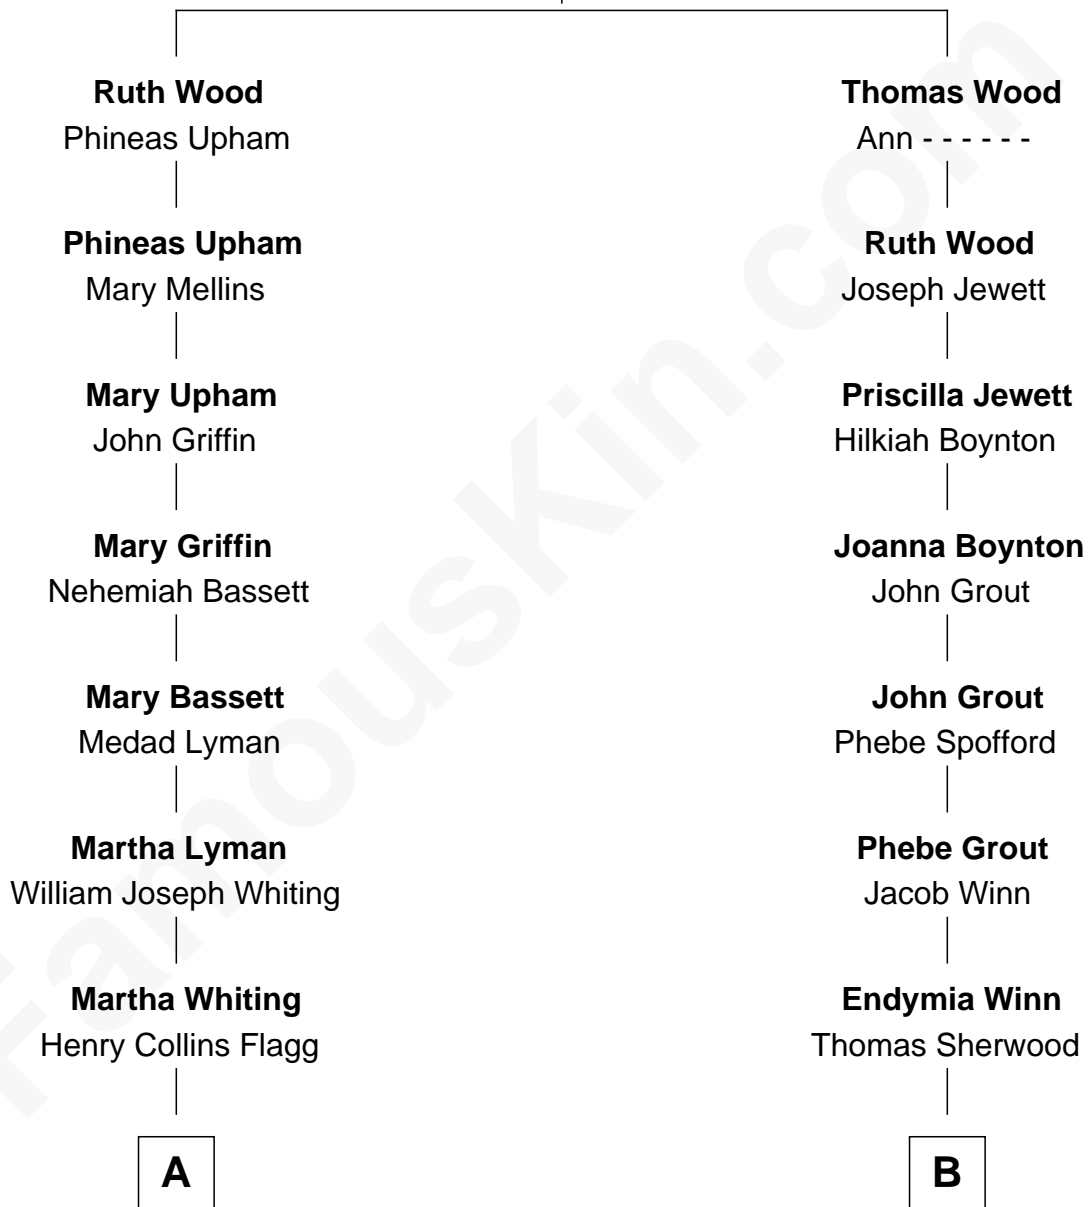 Ruth Wood
Phineas Upham
Phineas Upham
Mary Mellins
Mary Upham
John Griffin
Mary Griffin
Nehemiah Bassett
Mary Bassett
Medad Lyman
Martha Lyman
William Joseph Whiting
Martha Whiting
Henry Collins Flagg
A
Thomas Wood
Ann - - - - - -
Ruth Wood
Joseph Jewett
Priscilla Jewett
Hilkiah Boynton
Joanna Boynton
John Grout
John Grout
Phebe Spofford
Phebe Grout
Jacob Winn
Endymia Winn
Thomas Sherwood
B
FamousKin.com